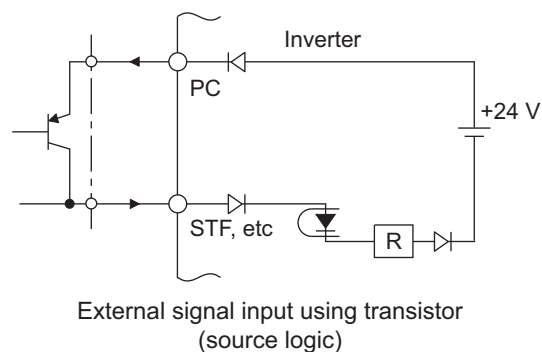 Inverter
PC
+24 V
STF, etc
R
External signal input using transistor
(source logic)